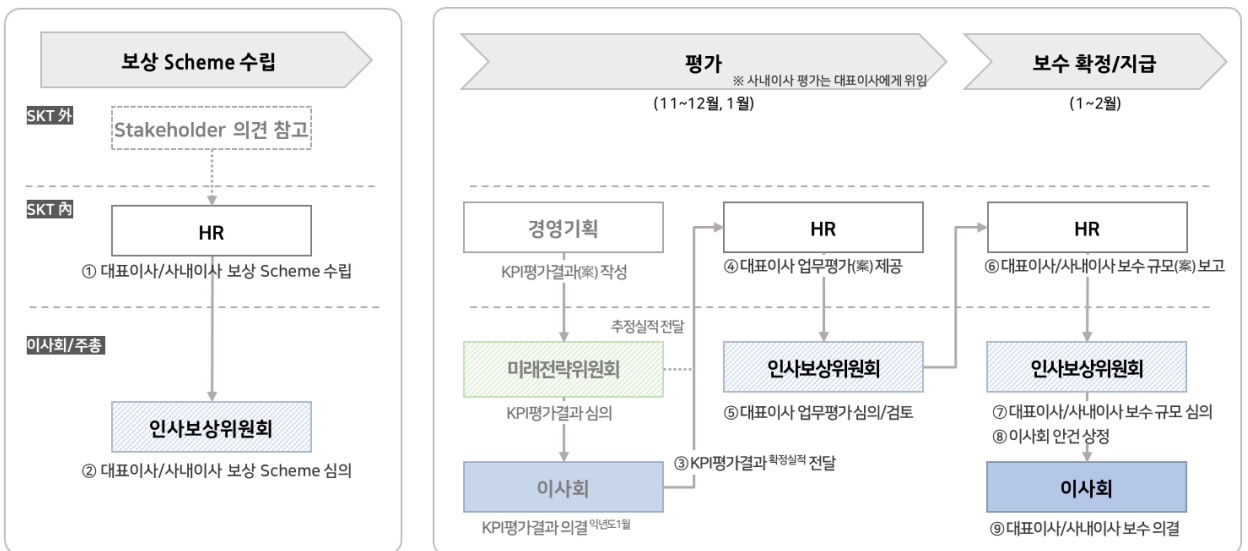 보상 Scheme 수립
SKT 外
Stakeholder 의견 참고
SKT 內
HR
① 대표이사/사내이사 보상 Scheme 수립
이사회/주총
인사보상위원회
② 대표이사/사내이사 보상 Scheme 심의
평가
※ 사내이사 평가는 대표이사에게 위임
(11~12월, 1월)
보수 확정/지급
(1~2월)
경영기획
KPI평가결과(案) 작성
HR
④ 대표이사 업무평가(案) 제공
HR
⑥ 대표이사/사내이사 보수 규모(案) 보고
추정실적 전달
미래전략위원회
KPI평가결과 심의
인사보상위원회
⑤ 대표이사 업무평가 심의/검토
인사보상위원회
⑦ 대표이사/사내이사 보수 규모 심의
⑧ 이사회 안건 상정
③ KPI평가결과 확정실적 전달
이사회
KPI평가결과 의결 익년도1월
이사회
⑨ 대표이사/사내이사 보수 의결